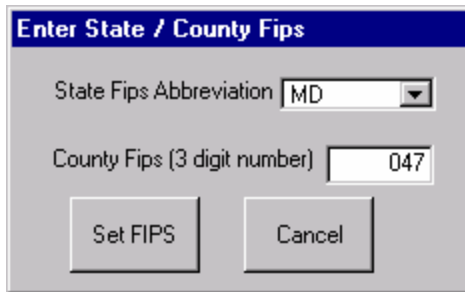 Enter State / County Fips
State Fips Abbreviation MD
County Fips (3 digit number) 047
Set FIPS Cancel